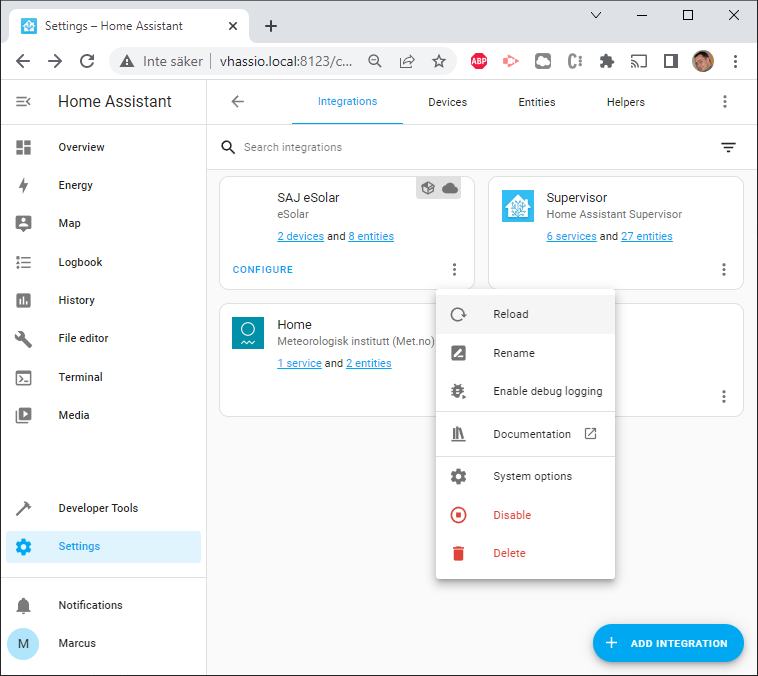 Settings – Home Assistant
Inte säker
vhassio.local:8123/c...
ABP
Home Assistant
Integrations
Devices
Entities
Helpers
Search integrations
Overview
Energy
Map
Logbook
History
File editor
Terminal
Media
Developer Tools
Settings
Notifications
M
Marcus
SAJ eSolar
eSolar
2 devices and 8 entities
CONFIGURE
Supervisor
Home Assistant Supervisor
6 services and 27 entities
Home
Meteorologisk institutt (Met.no)
1 service and 2 entities
Reload
Rename
Enable debug logging
Documentation
System options
Disable
Delete
ADD INTEGRATION